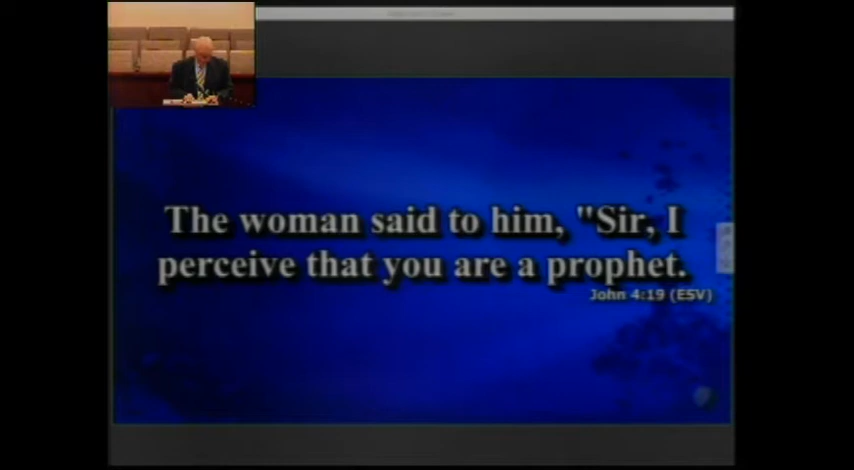 The woman said to him, "Sir, I
perceive that you are a prophet.
John 4:19 (ESV)